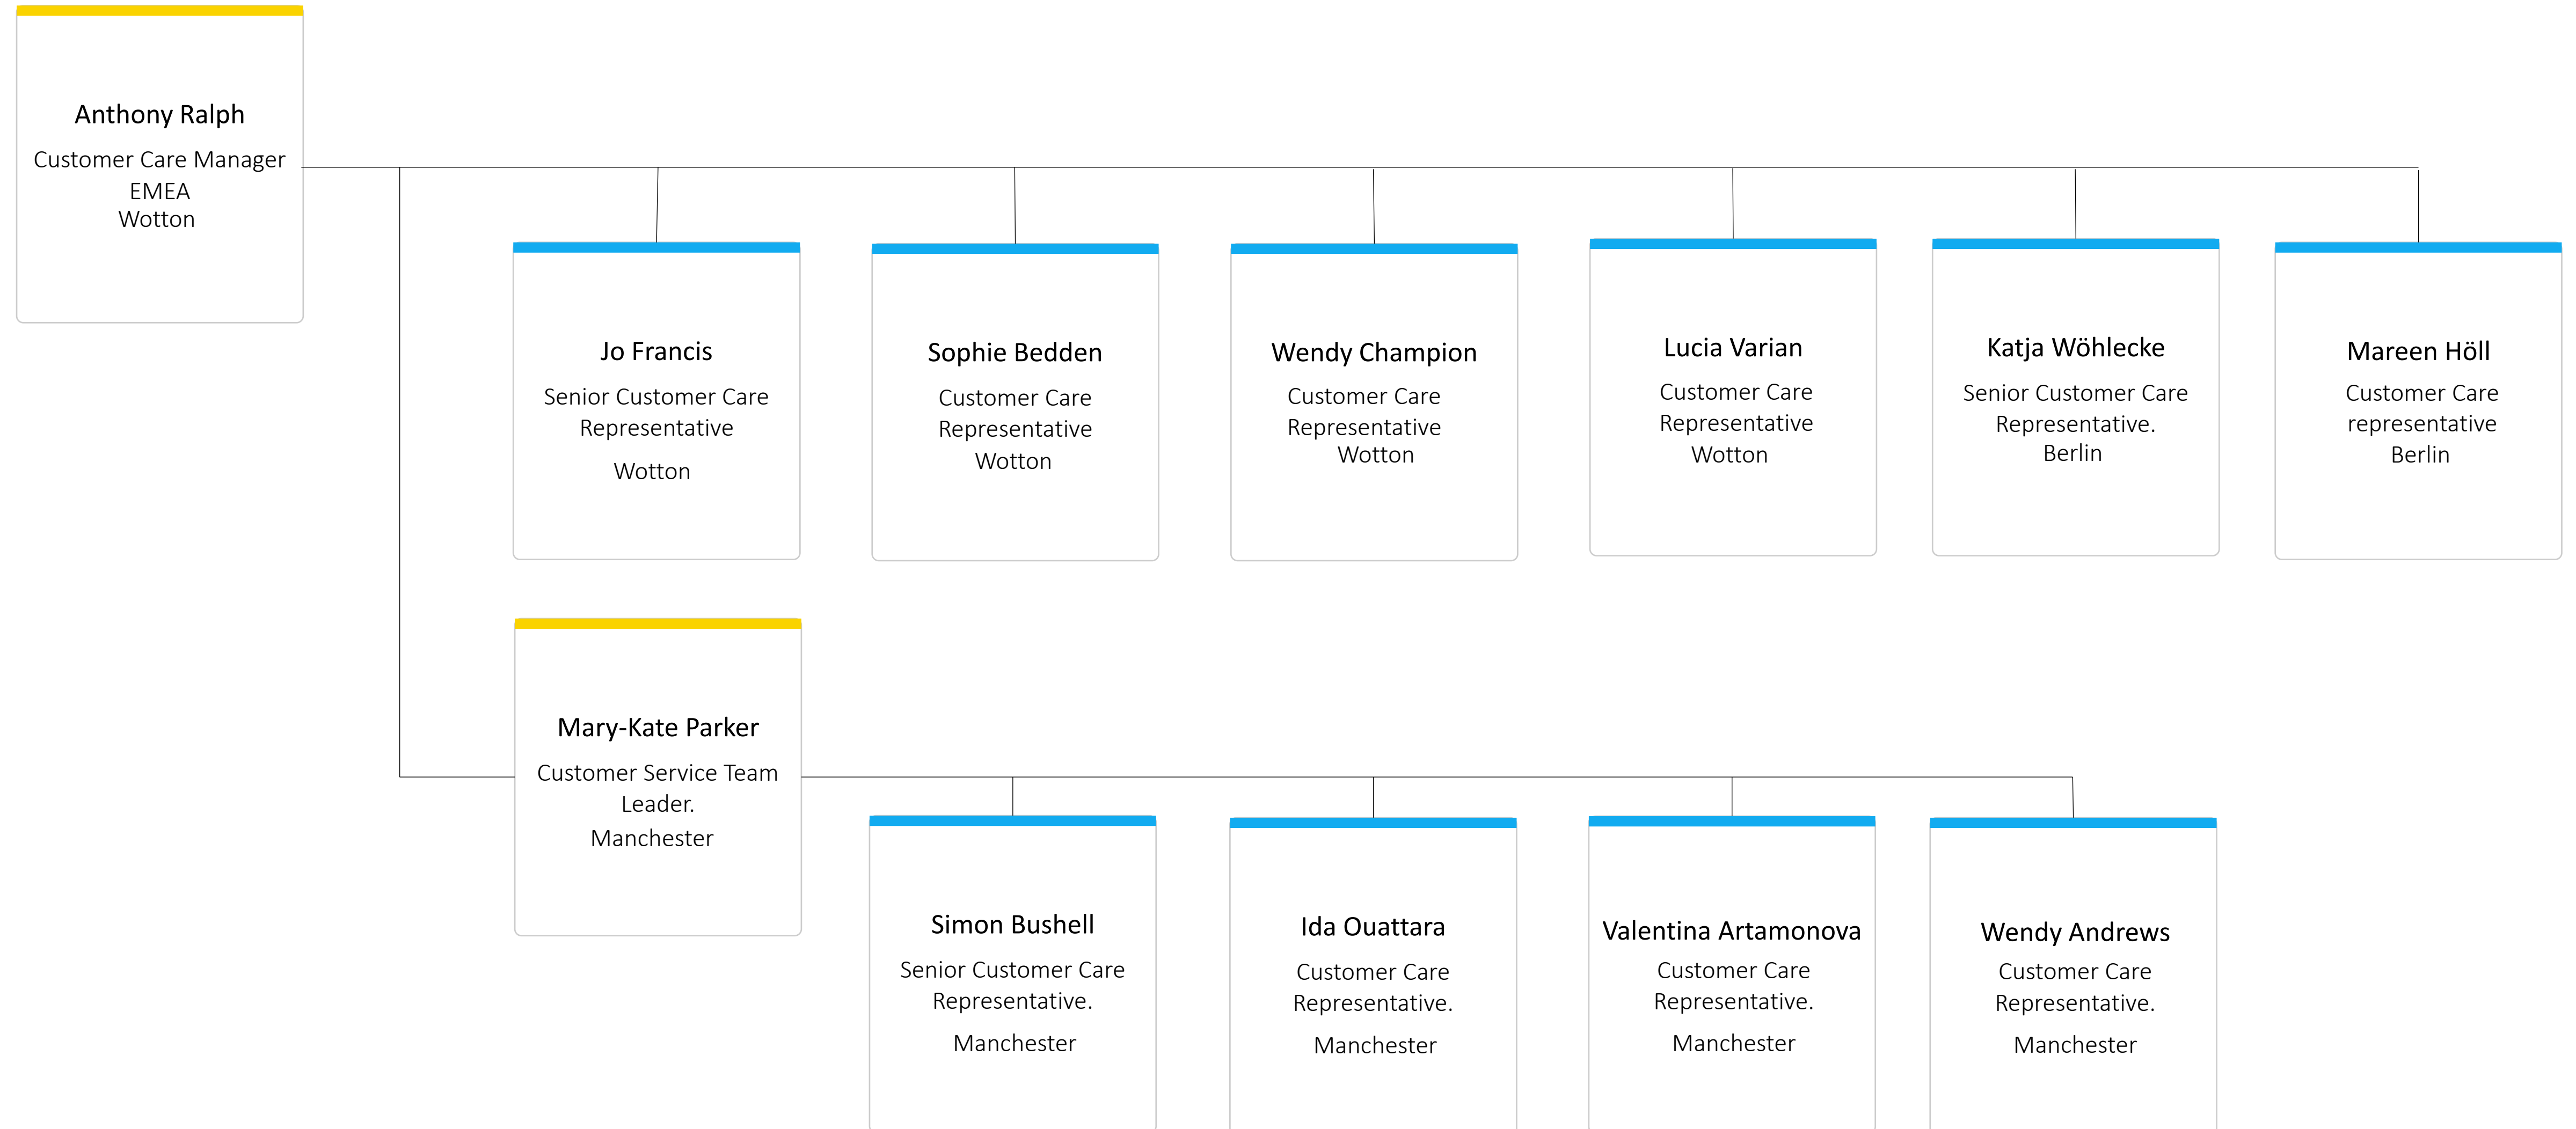 Anthony Ralph
Customer Care Manager
EMEA
Wotton
Jo Francis
Senior Customer Care
Representative
Wotton
Sophie Bedden
Customer Care
Representative
Wotton
Wendy Champion
Customer Care
Representative
Wotton
Lucia Varian
Customer Care
Representative
Wotton
Katja Wöhlecke
Senior Customer Care
Representative.
Berlin
Mareen Höll
Customer Care
representative
Berlin
Mary-Kate Parker
Customer Service Team
Leader.
Manchester
Simon Bushell
Senior Customer Care
Representative.
Manchester
Ida Ouattara
Customer Care
Representative.
Manchester
Valentina Artamonova
Customer Care
Representative.
Manchester
Wendy Andrews
Customer Care
Representative.
Manchester